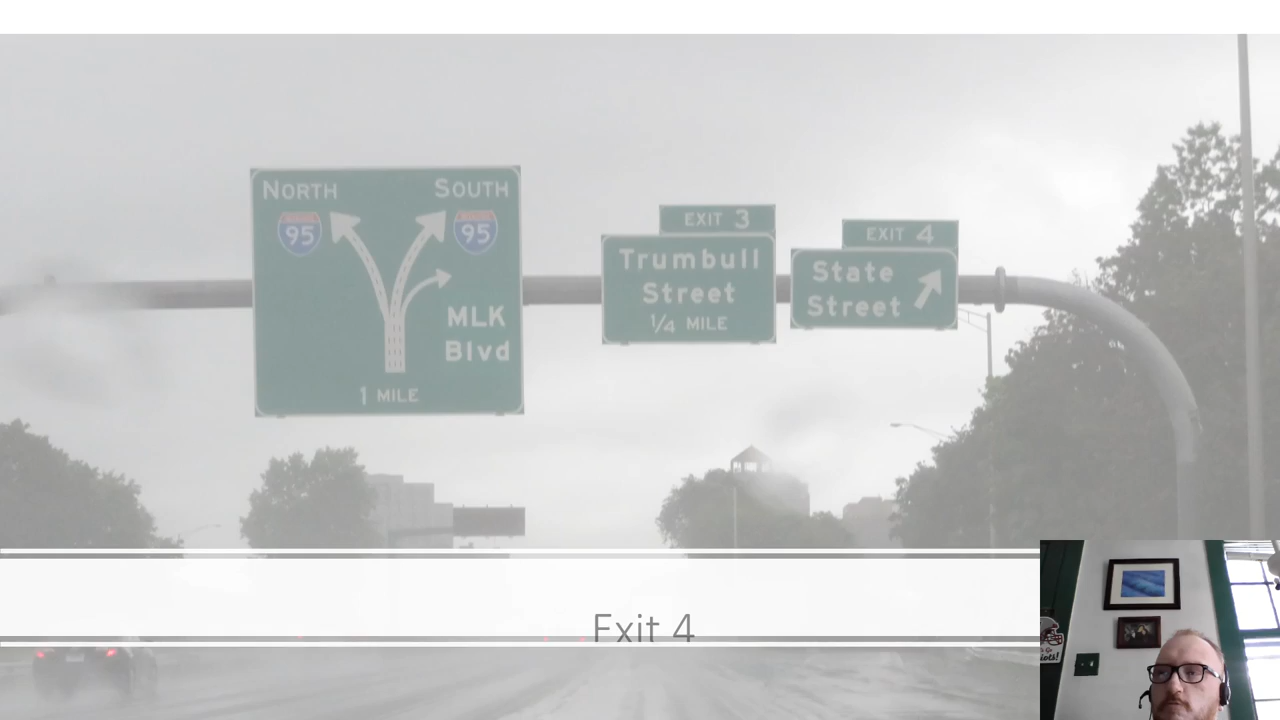 NORTH SOUTH
95 95
MLK
Blvd
1 MILE
EXIT 3
Trumbull
Street
1/4 MILE
EXIT 4
State
Street
Exit 4
iots!